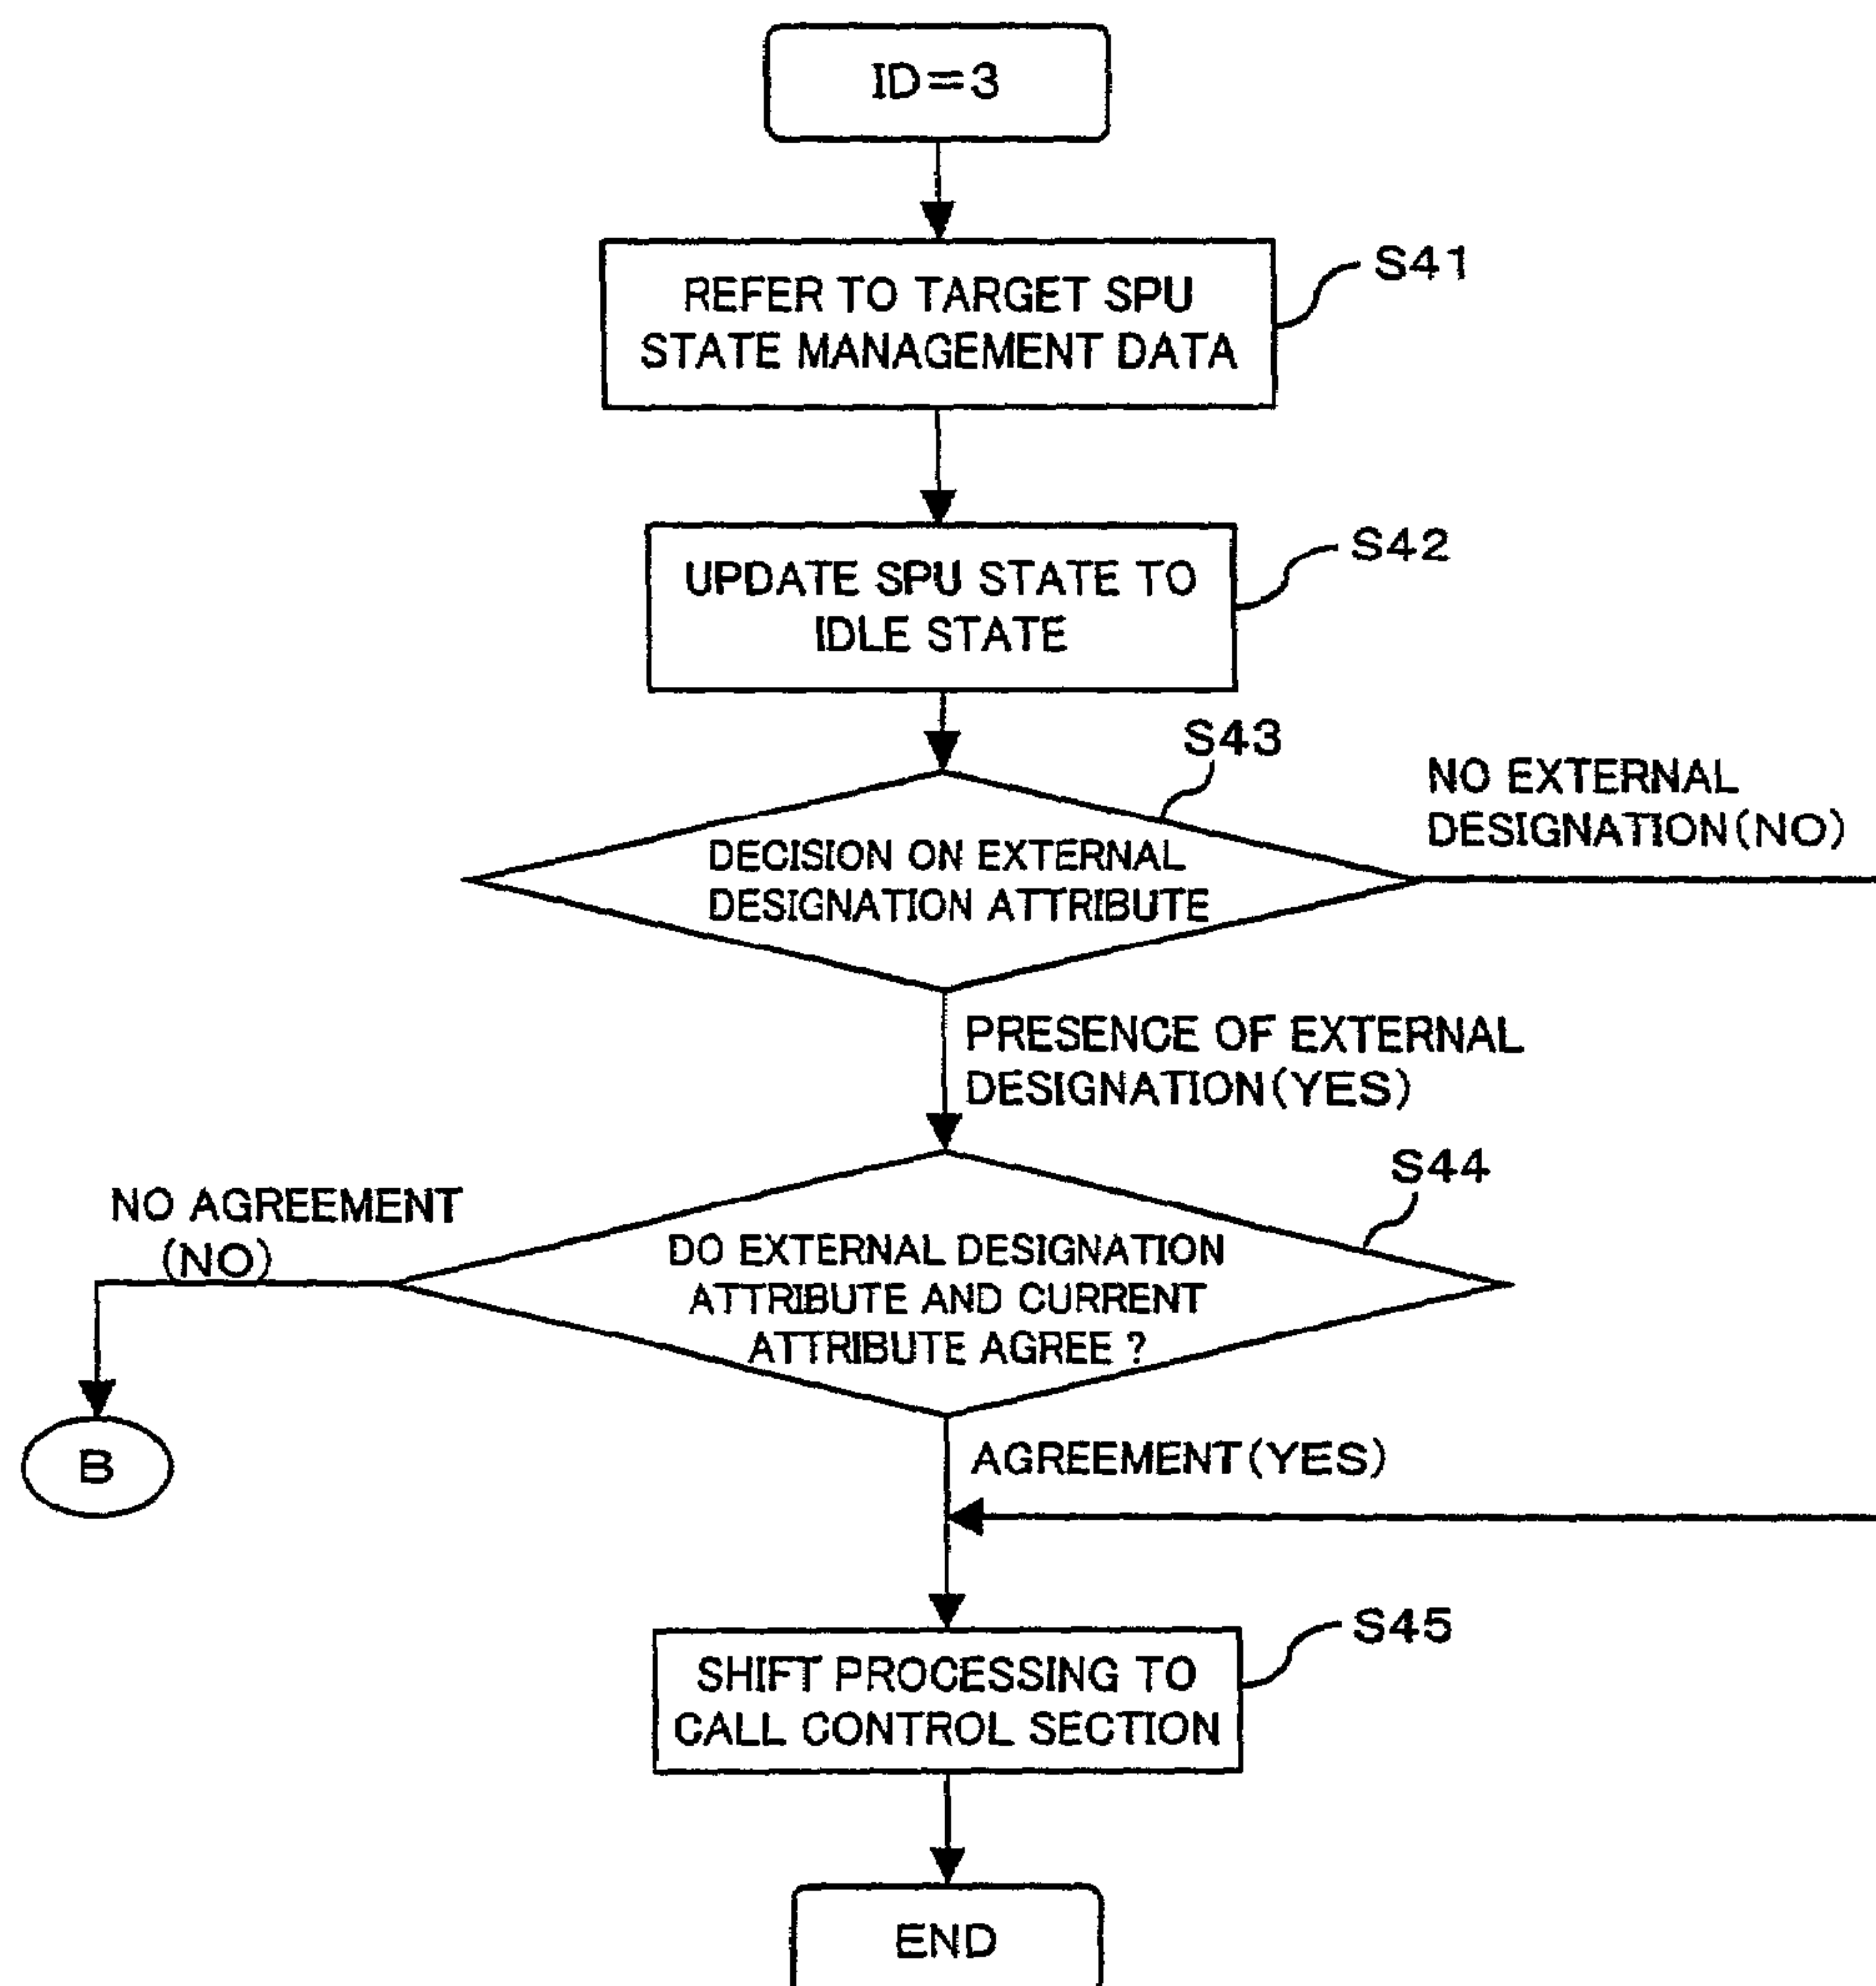 ID=3
S41
REFER TO TARGET SPU
STATE MANAGEMENT DATA
S42
UPDATE SPU STATE TO
IDLE STATE
S43
NO EXTERNAL
DESIGNATION(NO)
DECISION ON EXTERNAL
DESIGNATION ATTRIBUTE
PRESENCE OF EXTERNAL
DESIGNATION(YES)
S44
NO AGREEMENT
(NO)
DO EXTERNAL DESIGNATION
ATTRIBUTE AND CURRENT
ATTRIBUTE AGREE ?
B
AGREEMENT(YES)
S45
SHIFT PROCESSING TO
CALL CONTROL SECTION
END